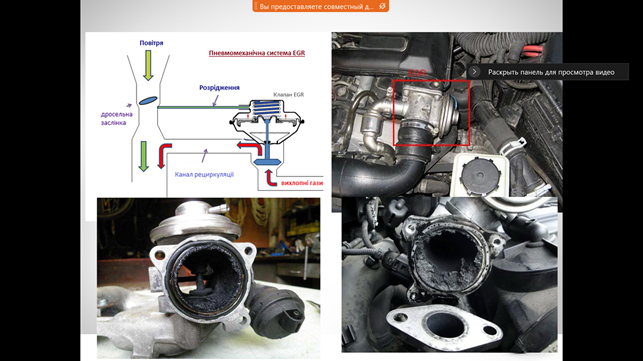 Вы предоставляете совместный д...
Повітря
Пневмомеханічна система EGR
Розрідження
Клапан EGR
дросельна
заслінка
Канал рециркуляції
вихлопні гази
Раскрыть панель для просмотра видео